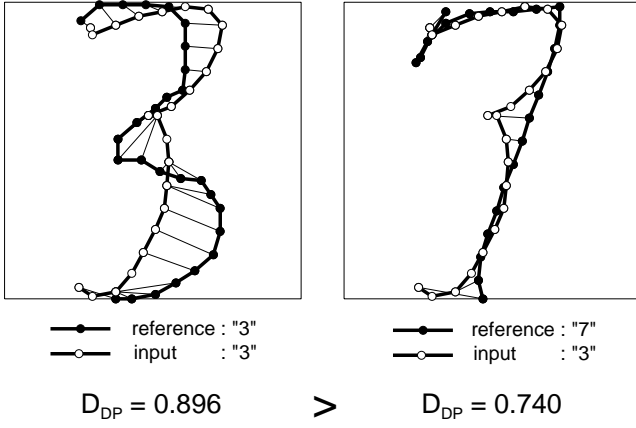 reference : "3" reference : "7"
input : "3" input : "3"
D_DP = 0.896 > D_DP = 0.740